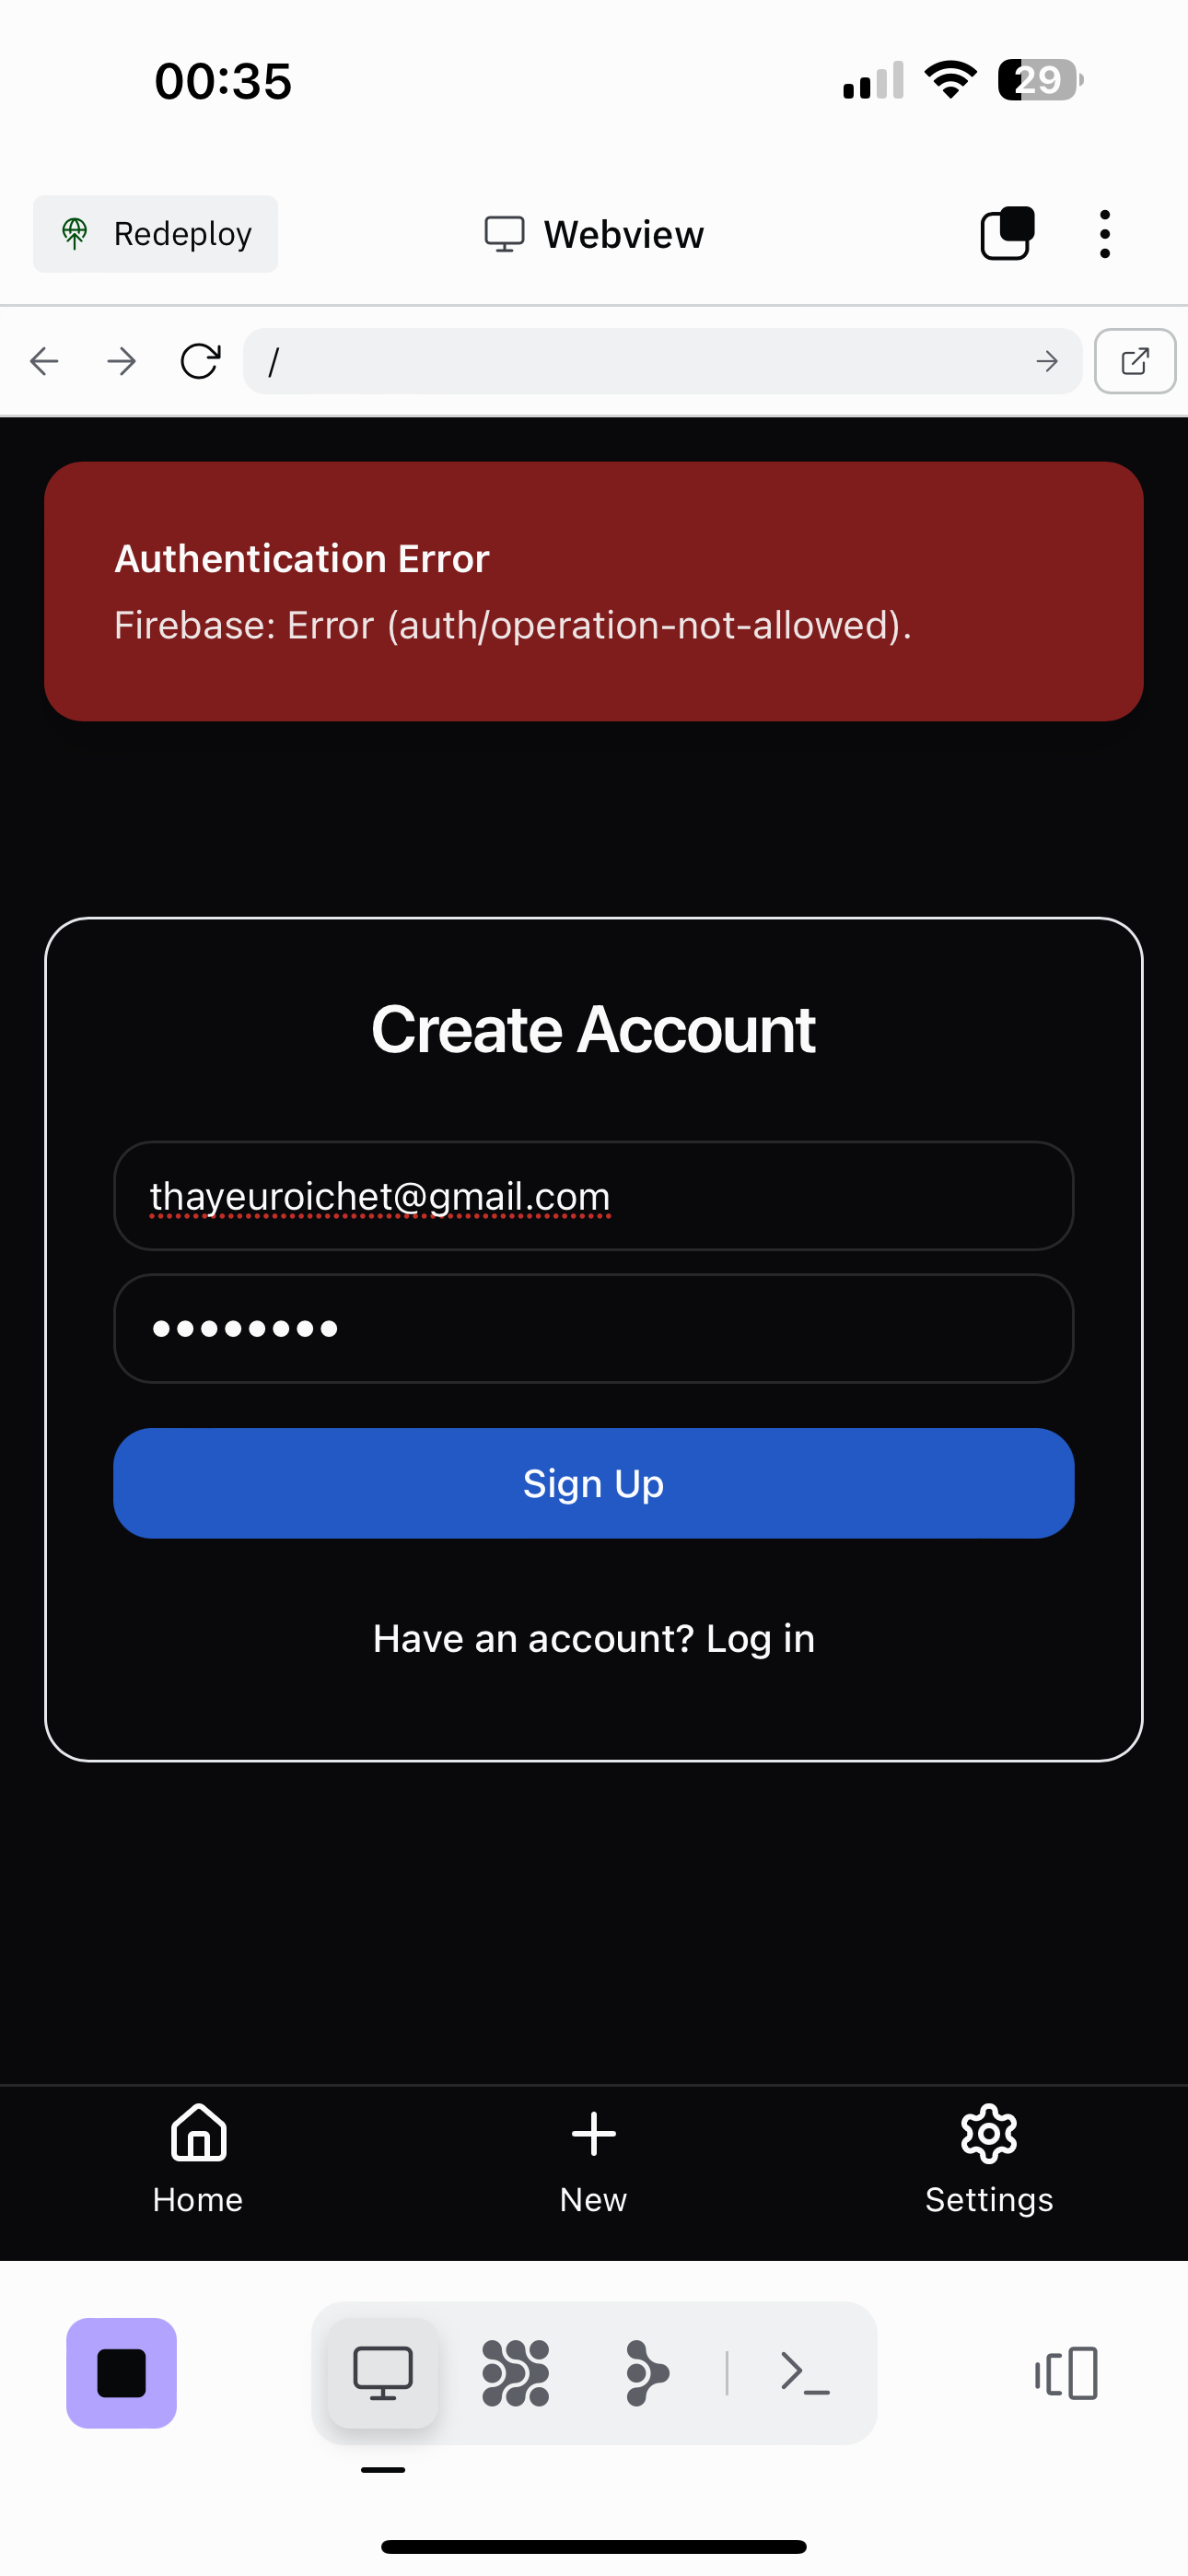 00:35
29
Redeploy
Webview
/
Authentication Error
Firebase: Error (auth/operation-not-allowed).
Create Account
thayeuroichet@gmail.com
••••••••
Sign Up
Have an account? Log in
Home
New
Settings